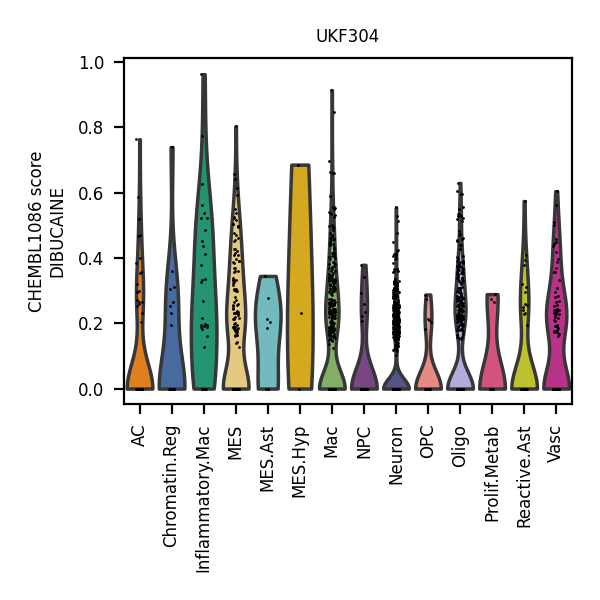 UKF304
CHEMBL1086 score
DIBUCAINE
1.0
0.8
0.6
0.4
0.2
0.0
AC
Chromatin.Reg
Inflammatory.Mac
MES
MES.Ast
MES.Hyp
Mac
NPC
Neuron
OPC
Oligo
Prolif.Metab
Reactive.Ast
Vasc